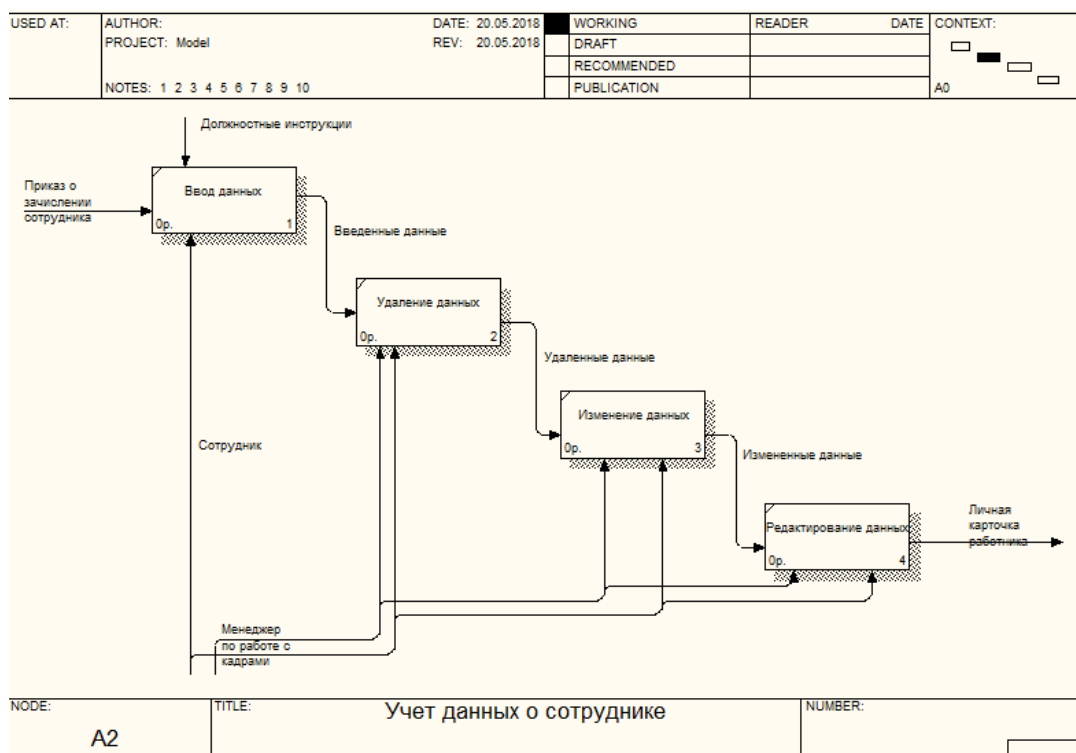 USED AT:
AUTHOR:
DATE: 20.05.2018
WORKING
READER
DATE
CONTEXT:
PROJECT: Model
REV: 20.05.2018
DRAFT
RECOMMENDED
NOTES: 1 2 3 4 5 6 7 8 9 10
PUBLICATION
A0
Должностные инструкции
Приказ о
зачислении
сотрудника
Ввод данных
0р.
1
Введенные данные
Удаление данных
0р.
2
Удаленные данные
Изменение данных
0р.
3
Сотрудник
Измененные данные
Редактирование данных
0р.
4
Личная
карточка
работника
Менеджер
по работе с
кадрами
NODE:
A2
TITLE:
Учет данных о сотруднике
NUMBER: